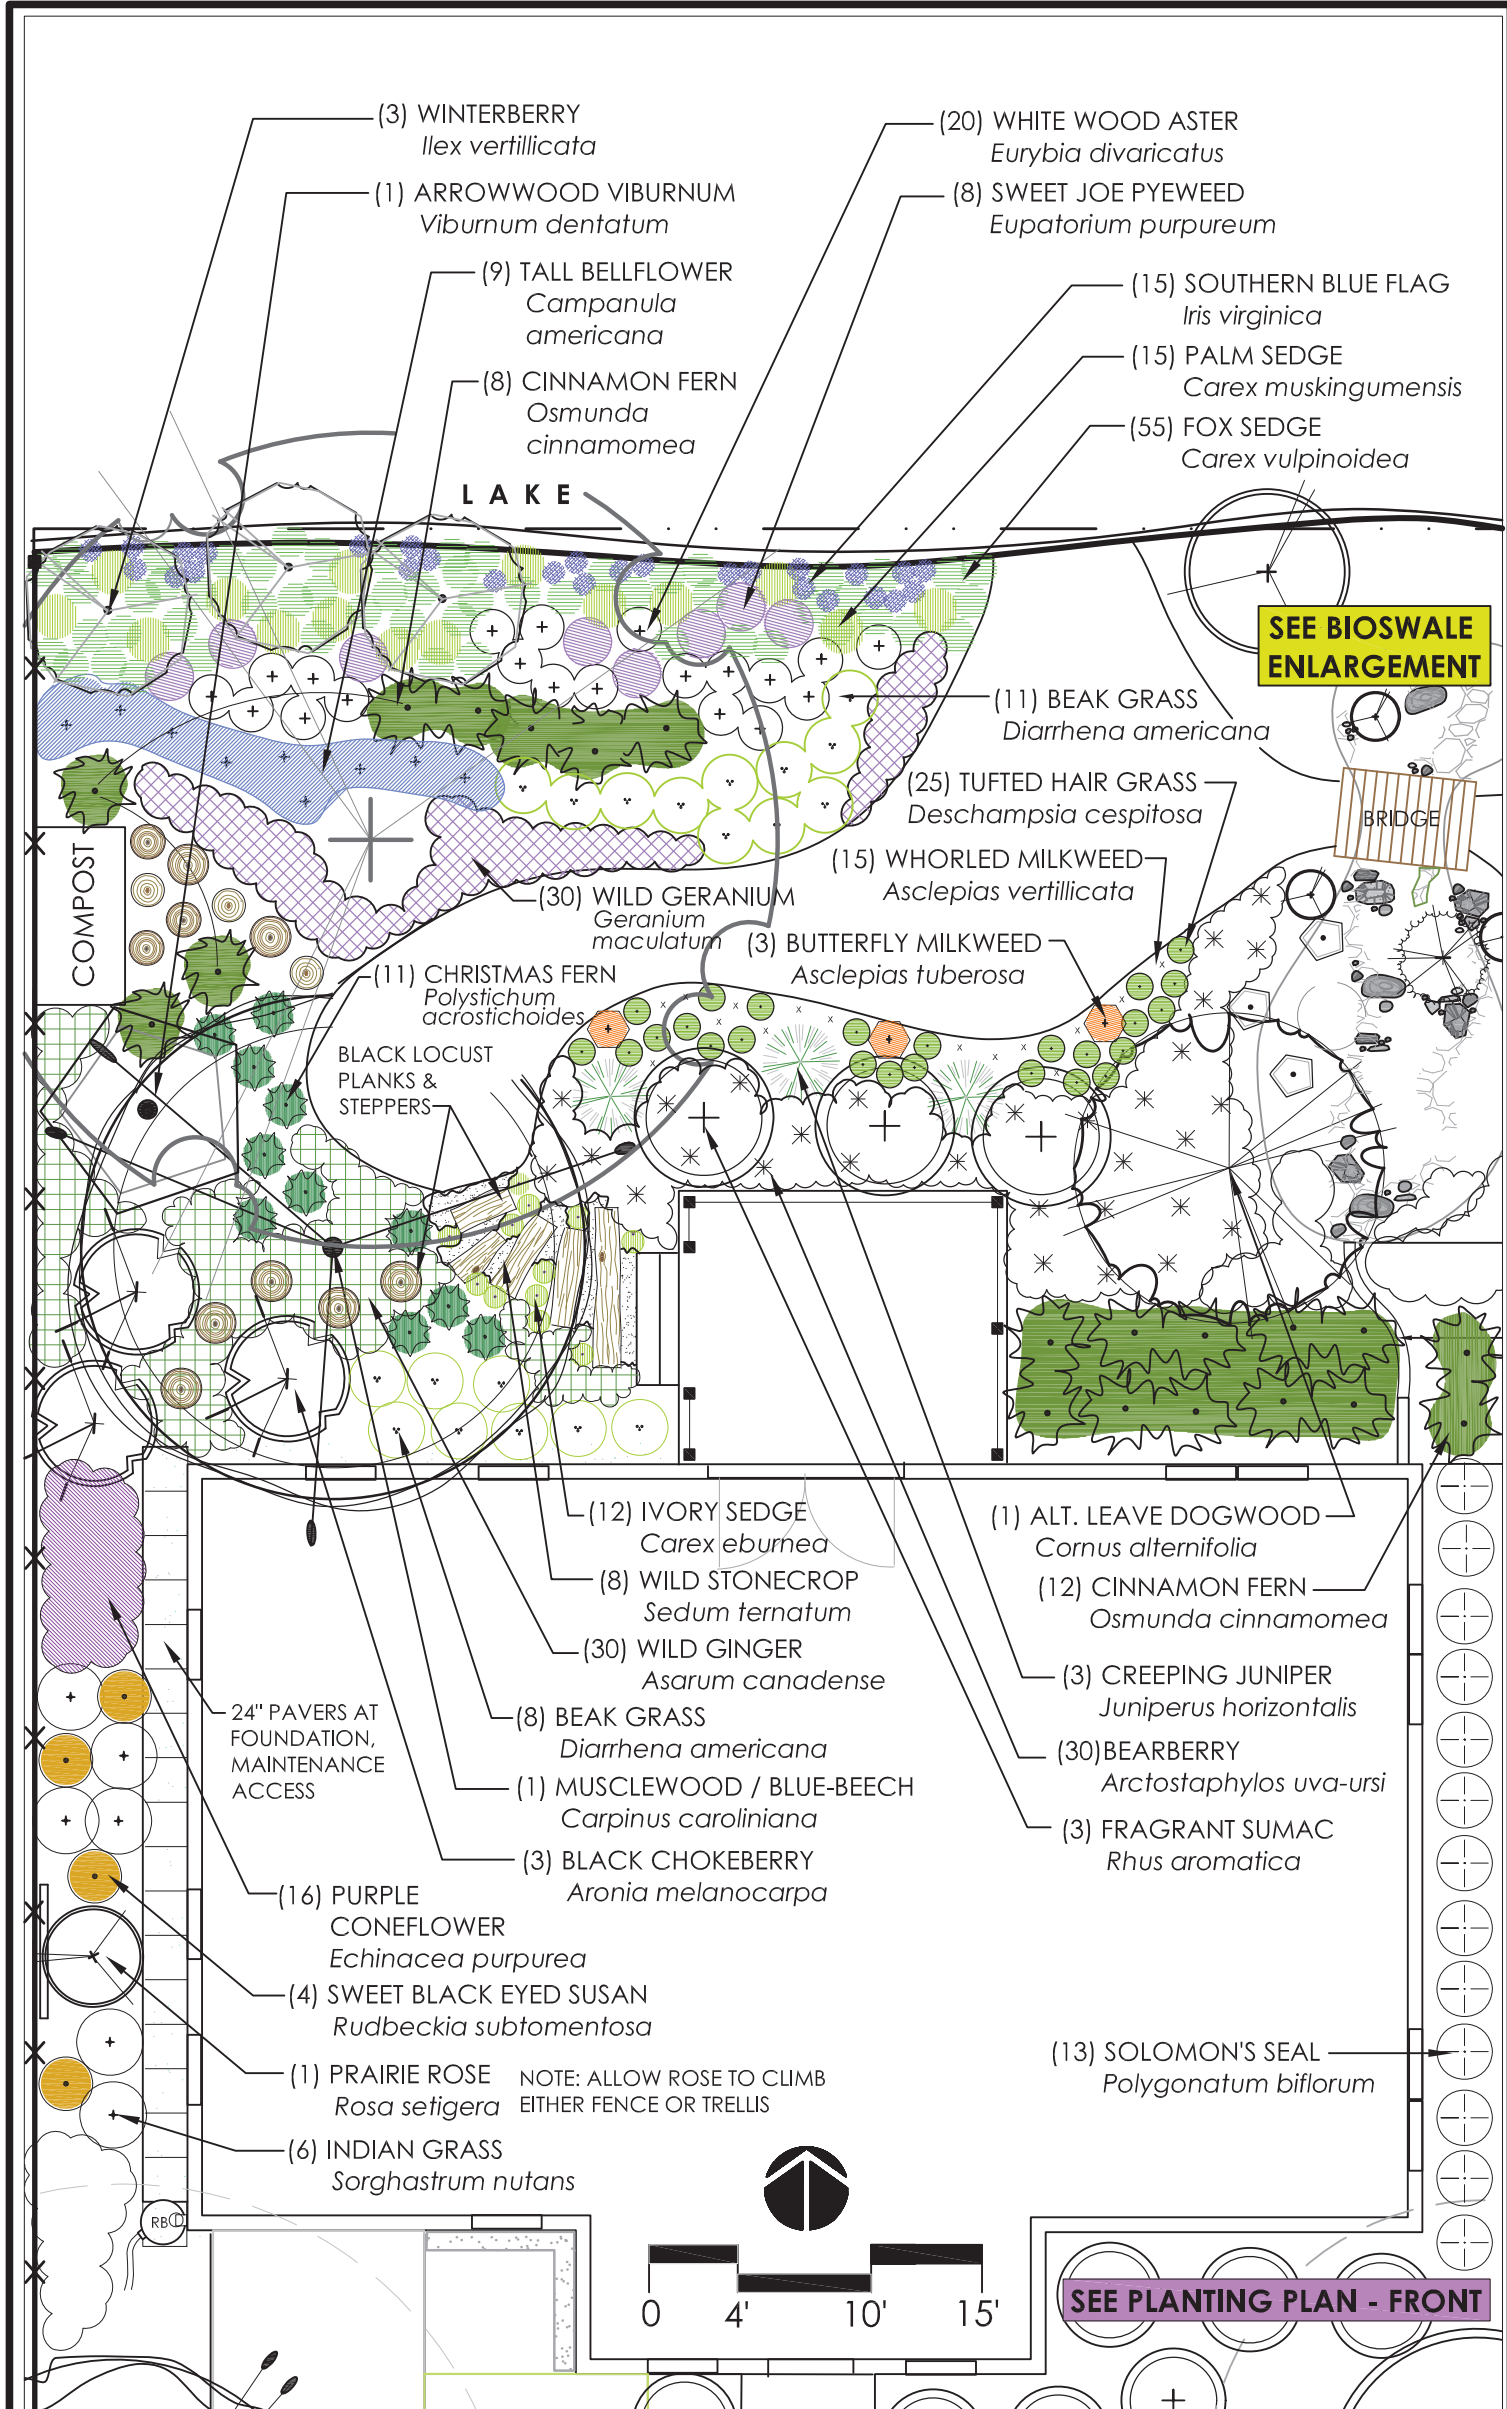 (3) WINTERBERRY
Ilex vertillicata
(1) ARROWWOOD VIBURNUM
Viburnum dentatum
(9) TALL BELLFLOWER
Campanula
americana
(8) CINNAMON FERN
Osmunda
cinnamomea
(20) WHITE WOOD ASTER
Eurybia divaricatus
(8) SWEET JOE PYEWEED
Eupatorium purpureum
(15) SOUTHERN BLUE FLAG
Iris virginica
(15) PALM SEDGE
Carex muskingumensis
(55) FOX SEDGE
Carex vulpinoidea
LAKE
SEE BIOSWALE
ENLARGEMENT
(11) BEAK GRASS
Diarrhena americana
(25) TUFTED HAIR GRASS
Deschampsia cespitosa
BRIDGE
(15) WHORLED MILKWEED
Asclepias vertillicata
COMPOST
(30) WILD GERANIUM
Geranium
maculatum
(3) BUTTERFLY MILKWEED
Asclepias tuberosa
(11) CHRISTMAS FERN
Polystichum
acrostichoides
BLACK LOCUST
PLANKS &
STEPPERS
(12) IVORY SEDGE
Carex eburnea
(8) WILD STONECROP
Sedum ternatum
(30) WILD GINGER
Asarum canadense
(8) BEAK GRASS
Diarrhena americana
(1) MUSCLEWOOD / BLUE-BEECH
Carpinus caroliniana
(3) BLACK CHOKEBERRY
Aronia melanocarpa
(1) ALT. LEAVE DOGWOOD
Cornus alternifolia
(12) CINNAMON FERN
Osmunda cinnamomea
(3) CREEPING JUNIPER
Juniperus horizontalis
(30)BEARBERRY
Arctostaphylos uva-ursi
(3) FRAGRANT SUMAC
Rhus aromatica
24" PAVERS AT
FOUNDATION,
MAINTENANCE
ACCESS
(16) PURPLE
CONEFLOWER
Echinacea purpurea
(4) SWEET BLACK EYED SUSAN
Rudbeckia subtomentosa
(1) PRAIRIE ROSE
Rosa setigera
NOTE: ALLOW ROSE TO CLIMB
EITHER FENCE OR TRELLIS
(6) INDIAN GRASS
Sorghastrum nutans
(13) SOLOMON'S SEAL
Polygonatum biflorum
RB
0 4' 10' 15'
SEE PLANTING PLAN - FRONT